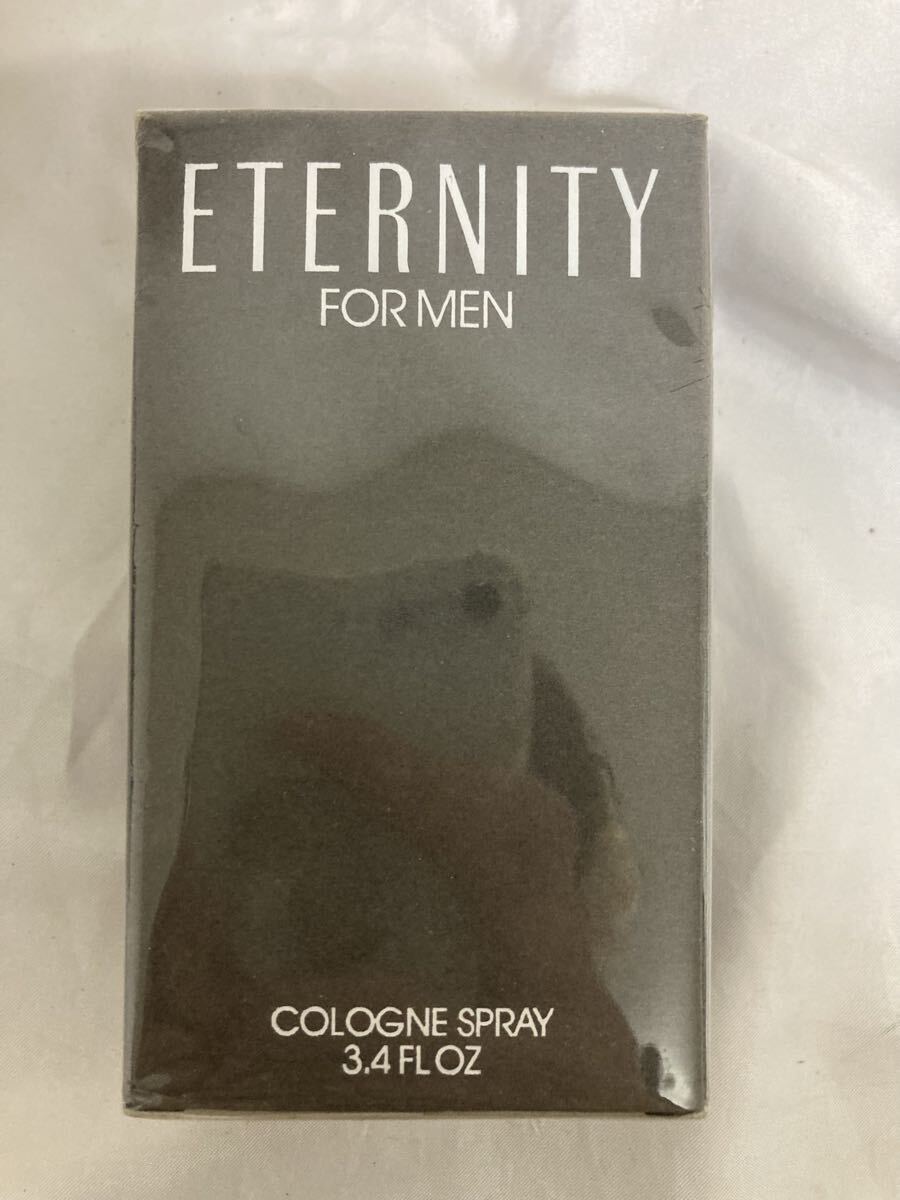 ETERNITY
FOR MEN
COLOGNE SPRAY
3.4 FL OZ